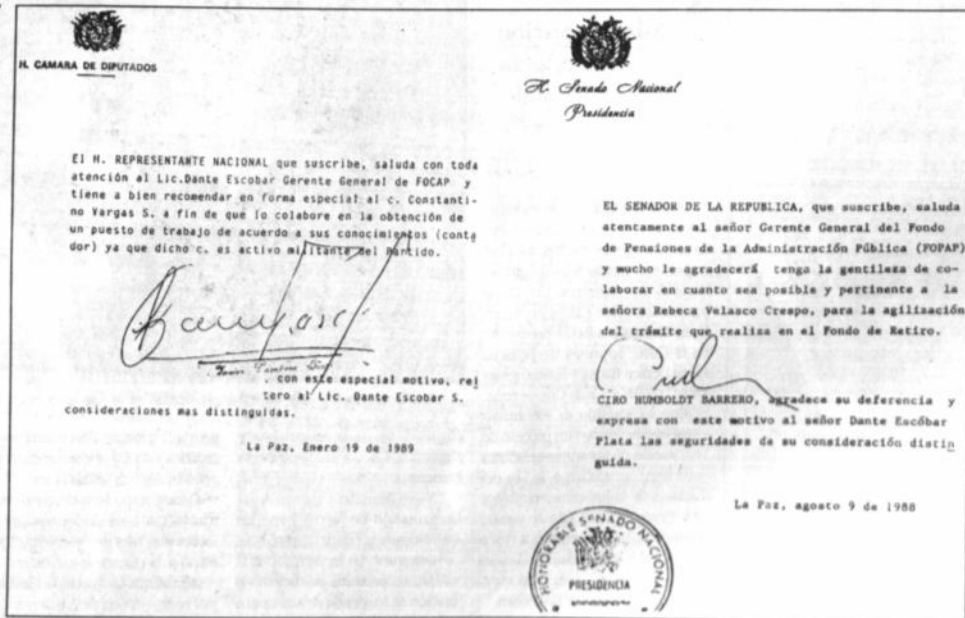 H. CAMARA DE DIPUTADOS
El H. REPRESENTANTE NACIONAL que suscribe, saluda con toda
atención al Lic.Dante Escobar Gerente General de FOCAP y
tiene a bien recomendar en forma especial al c. Constanti-
no Vargas S. a fin de que lo colabore en la obtención de
un puesto de trabajo de acuerdo a sus conocimientos (conta
dor) ya que dicho c. es activo militante del Partido.
, con este especial motivo, rei
tero al Lic. Dante Escobar S.
consideraciones mas distinguidas.
La Paz, Enero 19 de 1989
H. Senado Nacional
Presidencia
EL SENADOR DE LA REPUBLICA, que suscribe, saluda
atentamente al señor Gerente General del Fondo
de Pensiones de la Administración Pública (FOPAP)
y mucho le agradecerá tenga la gentileza de co-
laborar en cuanto sea posible y pertinente a la
señora Rebeca Velasco Crespo, para la agilización
del trámite que realiza en el Fondo de Retiro.
CIRO HUMBOLDT BARRERO, agradece su deferencia y
expresa con este motivo al señor Dante Escóbar
Plata las seguridades de su consideración distin
guida.
La Paz, agosto 9 de 1988
HONORABLE SENADO NACIONAL
PRESIDENCIA